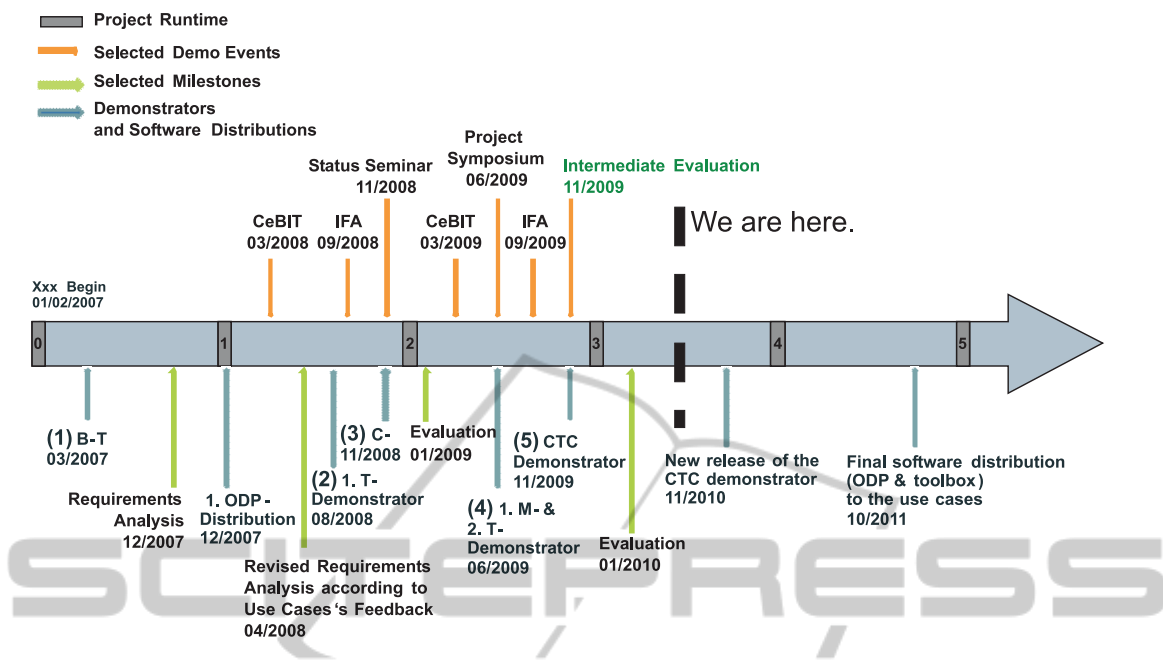 Project Runtime
Selected Demo Events
Selected Milestones
Demonstrators
and Software Distributions
Project
Symposium
06/2009
Status Seminar
11/2008
Intermediate Evaluation
11/2009
We are here.
CeBIT
03/2008
IFA
09/2008
CeBIT
03/2009
IFA
09/2009
Xxx Begin
01/02/2007
0
1
2
3
4
5
(1) B-T
03/2007
Requirements
Analysis
12/2007
1. ODP -
Distribution
12/2007
Revised Requirements
Analysis according to
Use Cases‘s Feedback
04/2008
(2) 1. T-
Demonstrator
08/2008
(3) C-
11/2008
Evaluation
01/2009
(4) 1. M- &
2. T-
Demonstrator
06/2009
(5) CTC
Demonstrator
11/2009
Evaluation
01/2010
New release of the
CTC demonstrator
11/2010
Final software distribution
(ODP & toolbox)
to the use cases
10/2011
SCITEPRESS